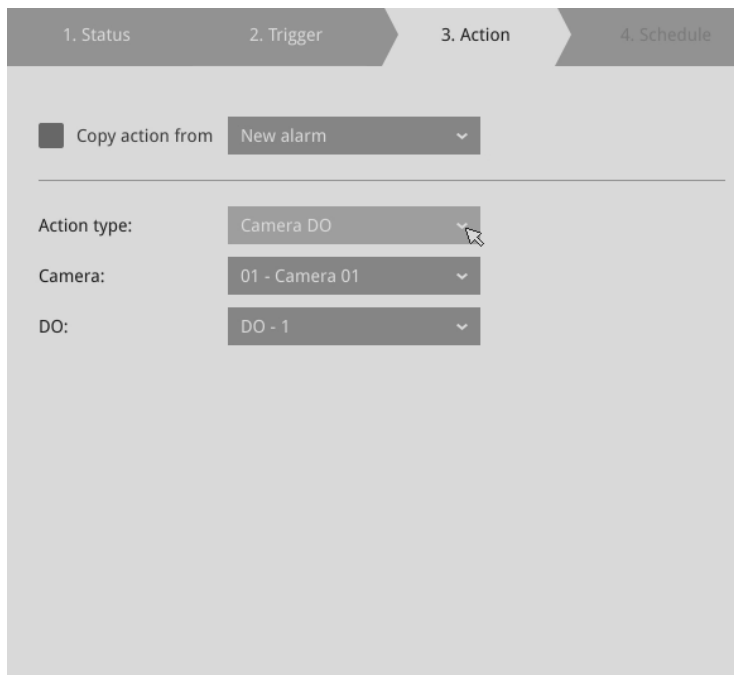 1. Status 2. Trigger 3. Action 4. Schedule
Copy action from New alarm
Action type: Camera DO
Camera: 01 - Camera 01
DO: DO - 1